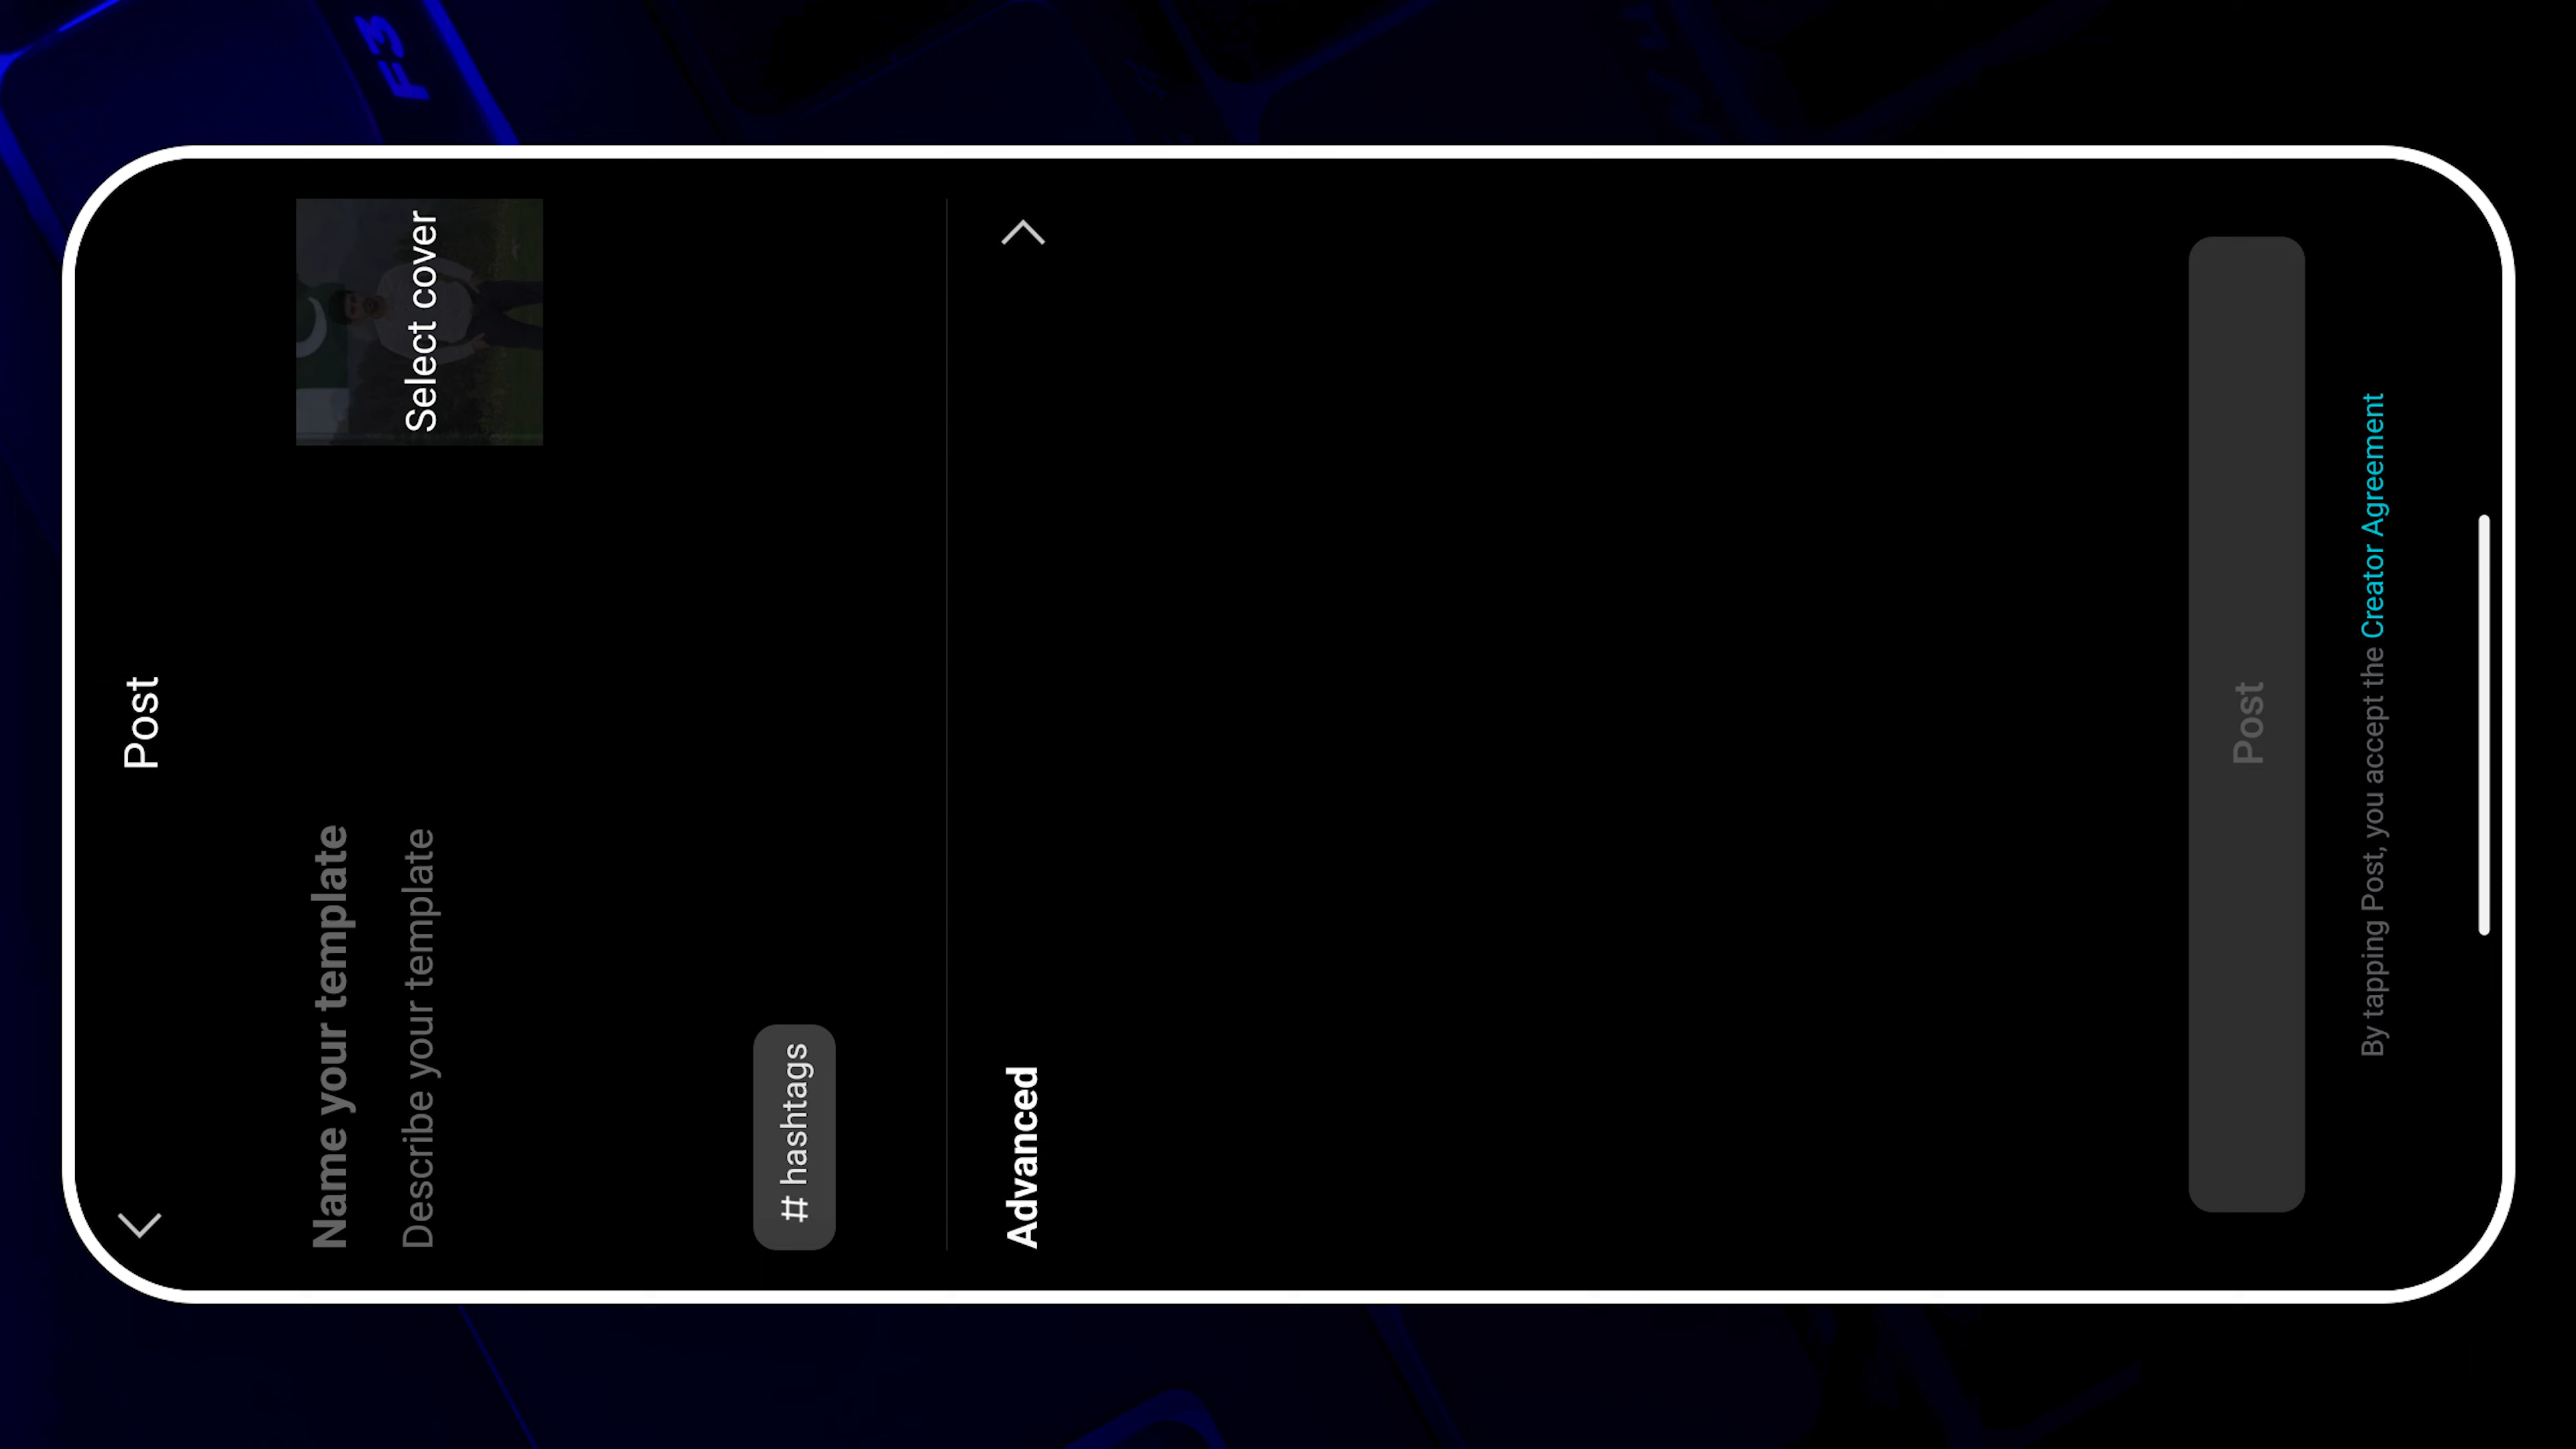 F3
Post
Name your template
Select cover
Describe your template
# hashtags
Advanced
Post
By tapping Post, you accept the Creator Agreement